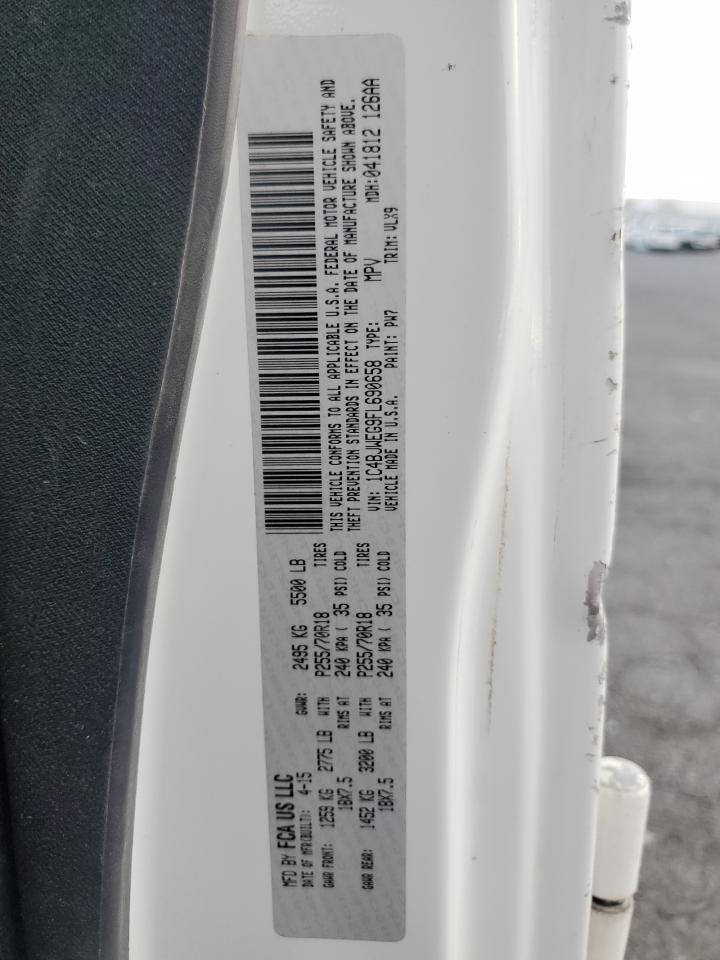 MFD BY FCA US LLC
DATE OF MFR(BUILT): 4-15 GVWR: 2495 KG 5500 LB
GAWR FRONT: 1259 KG 2775 LB WITH P255/70R18 TIRES
18X7.5 RIMS AT 240 KPA ( 35 PSI) COLD
GAWR REAR: 1452 KG 3200 LB WITH P255/70R18 TIRES
18X7.5 RIMS AT 240 KPA ( 35 PSI) COLD
THIS VEHICLE CONFORMS TO ALL APPLICABLE U.S.A. FEDERAL MOTOR VEHICLE SAFETY AND
THEFT PREVENTION STANDARDS IN EFFECT ON THE DATE OF MANUFACTURE SHOWN ABOVE.
VIN: 1C4BJWEG9FL690658 TYPE: MPV MDH:041812 126AA
VEHICLE MADE IN U.S.A. PAINT: PW7 TRIM: VLX9